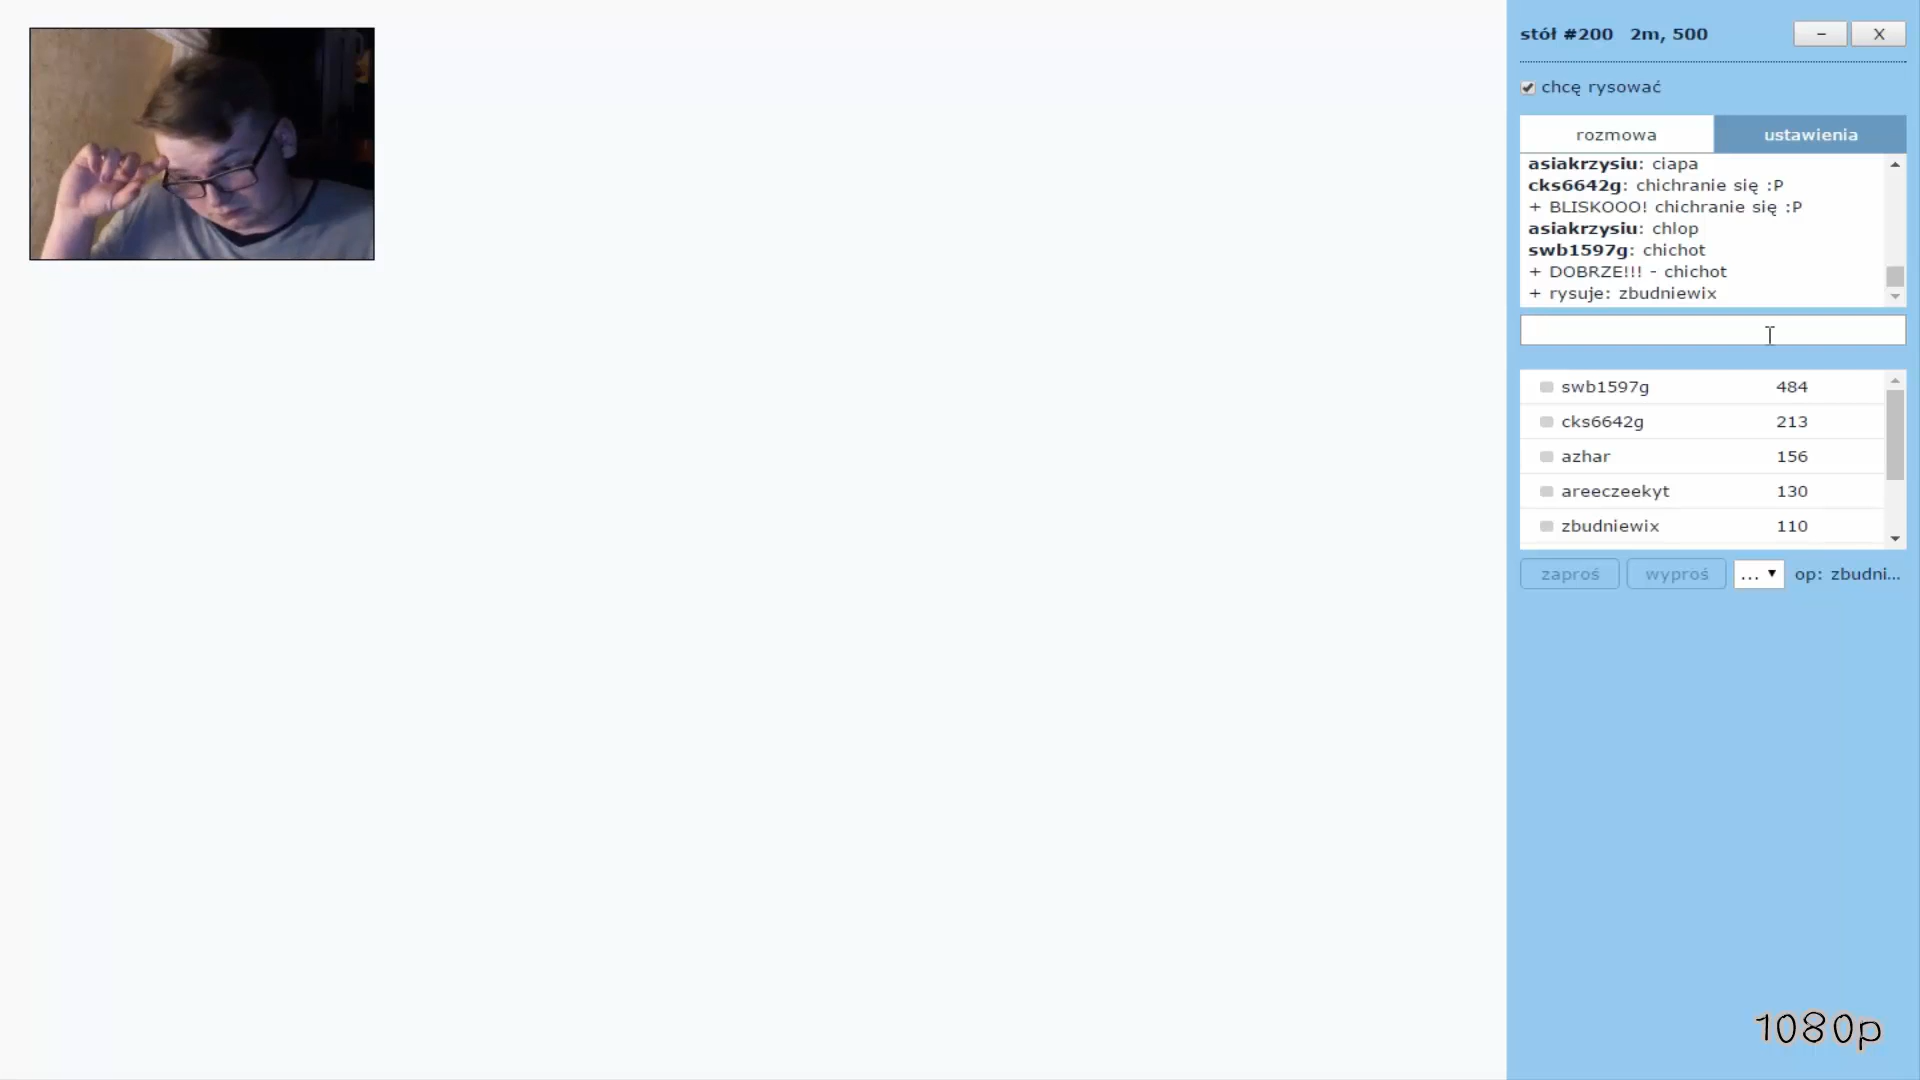 stół #200 2m, 500
– X
chcę rysować
rozmowa ustawienia
asiakrzysiu: ciapa
cks6642g: chichranie się :P
+ BLISKOOO! chichranie się :P
asiakrzysiu: chlop
swb1597g: chichot
+ DOBRZE!!! - chichot
+ rysuje: zbudniewix
swb1597g 484
cks6642g 213
azhar 156
areeczeekyt 130
zbudniewix 110
zaproś wyproś ... op: zbudni...
1080p